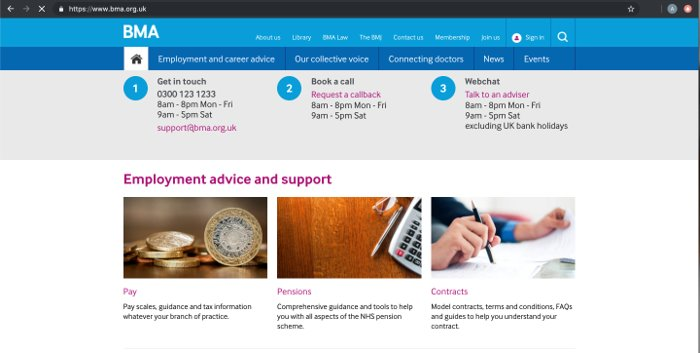 https://www.bma.org.uk
A
BMA
About us Library BMA Law The BMJ Contact us Membership Join us Sign in
Employment and career advice Our collective voice Connecting doctors News Events
1
Get in touch
0300 123 1233
8am - 8pm Mon - Fri
9am - 5pm Sat
support@bma.org.uk
2
Book a call
Request a callback
8am - 8pm Mon - Fri
9am - 5pm Sat
3
Webchat
Talk to an adviser
8am - 8pm Mon - Fri
9am - 5pm Sat
excluding UK bank holidays
Employment advice and support
Pay
Pay scales, guidance and tax information
whatever your branch of practice.
Pensions
Comprehensive guidance and tools to help
you with all aspects of the NHS pension
scheme.
Contracts
Model contracts, terms and conditions, FAQs
and guides to help you understand your
contract.